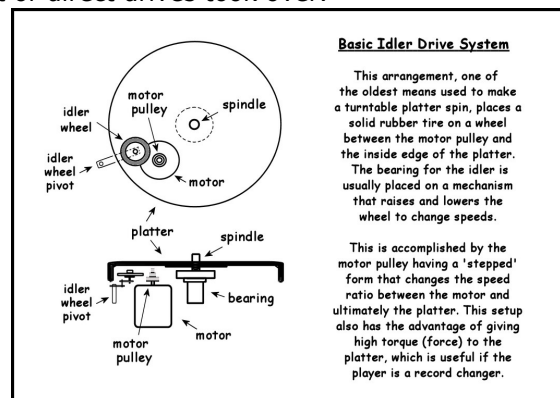 of direct drives took over.
Basic Idler Drive System
This arrangement, one of
the oldest means used to make
a turntable platter spin, places a
solid rubber tire on a wheel
between the motor pulley and
the inside edge of the platter.
The bearing for the idler is
usually placed on a mechanism
that raises and lowers the
wheel to change speeds.
This is accomplished by the
motor pulley having a 'stepped'
form that changes the speed
ratio between the motor and
ultimately the platter. This setup
also has the advantage of giving
high torque (force) to the
platter, which is useful if the
player is a record changer.
motor
pulley
spindle
idler
wheel
idler
wheel
pivot
motor
platter
spindle
idler
wheel
pivot
bearing
motor
pulley
motor